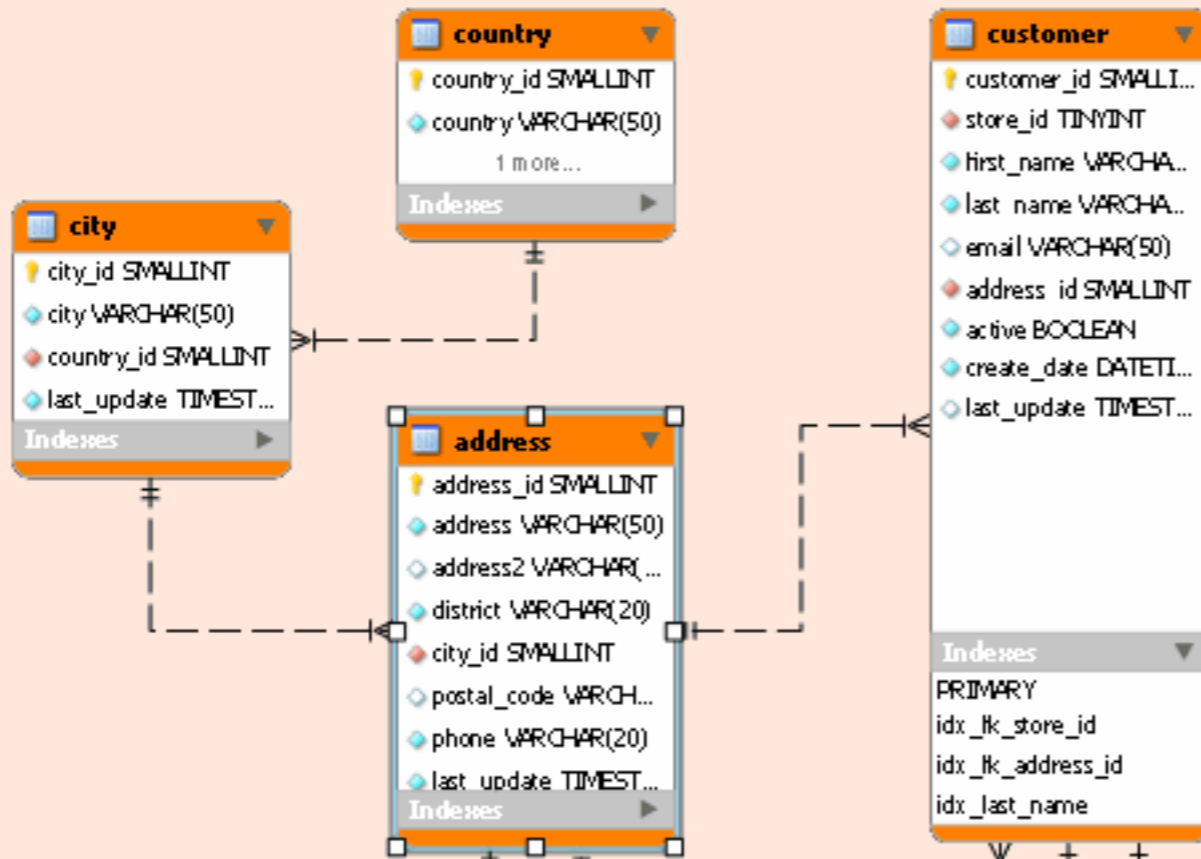 country
country_id SMALLINT
country VARCHAR(50)
1 more...
Indexes
city
city_id SMALLINT
city VARCHAR(50)
country_id SMALLINT
last_update TIMEST...
Indexes
address
address_id SMALLINT
address VARCHAR(50)
address2 VARCHAR(...
district VARCHAR(20)
city_id SMALLINT
postal_code VARCH...
phone VARCHAR(20)
last_update TIMEST...
Indexes
customer
customer_id SMALLI...
store_id TINYINT
first_name VARCHA...
last_name VARCHA...
email VARCHAR(50)
address_id SMALLINT
active BOOLEAN
create_date DATETI...
last_update TIMEST...
Indexes
PRIMARY
idx_fk_store_id
idx_fk_address_id
idx_last_name